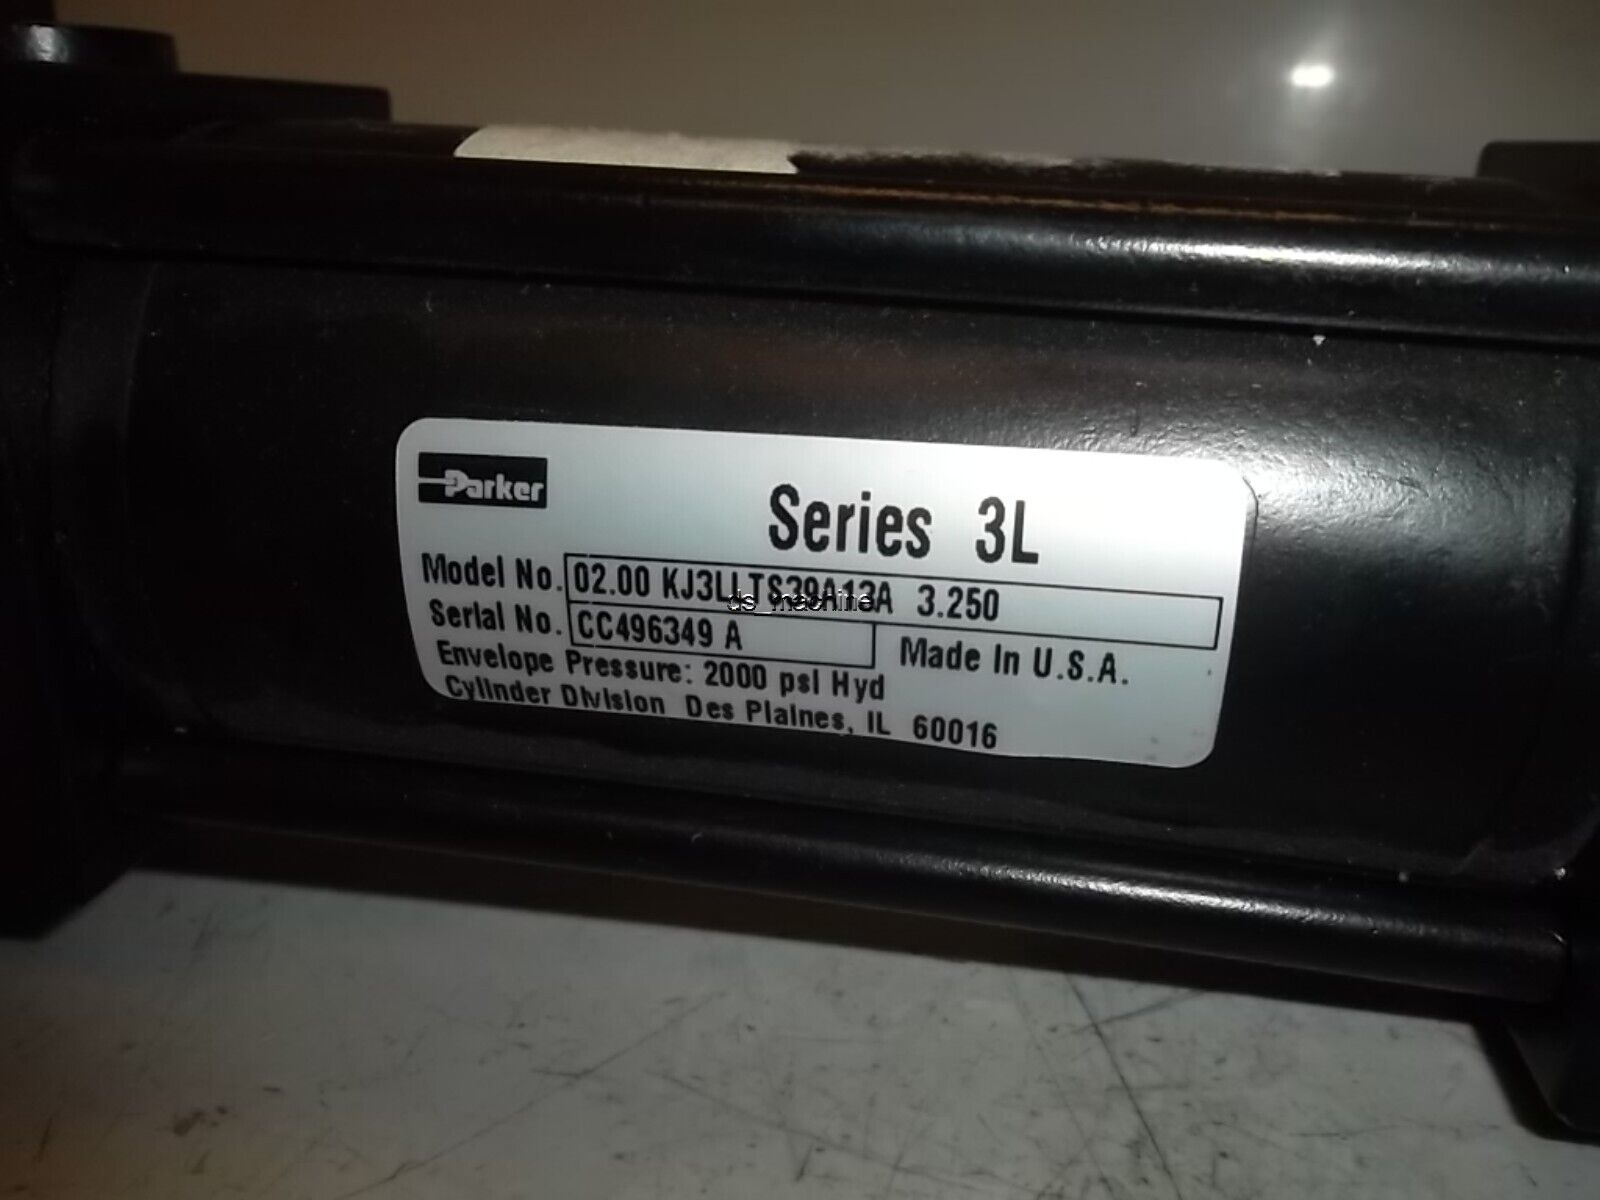 Parker
Series 3L
Model No. 02.00 KJ3LLTS39A13A 3.250
Serial No. CC496349 A
Made In U.S.A.
Envelope Pressure: 2000 psi Hyd
Cylinder Division Des Plaines, IL 60016
ds_machine